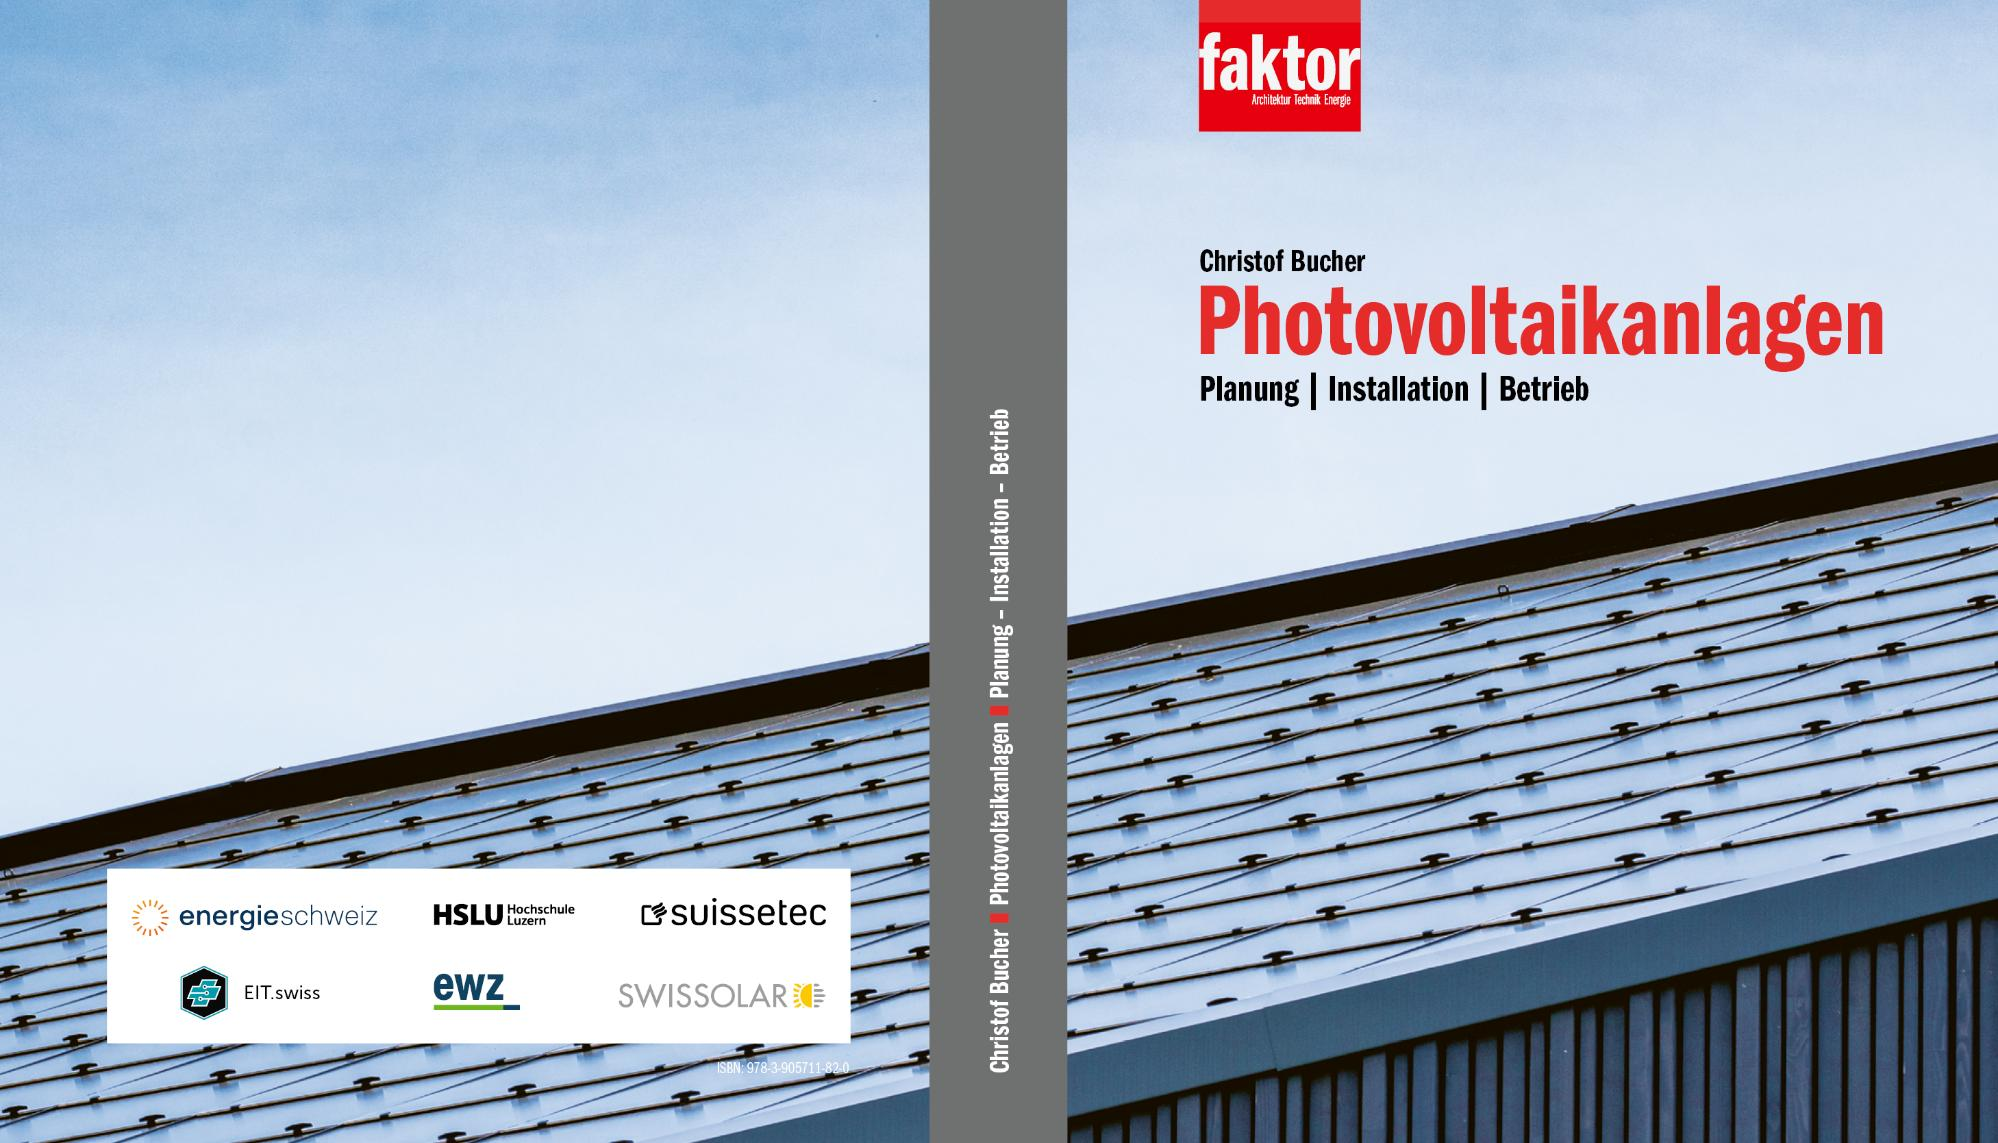 energieschweiz
HSLU Hochschule
Luzern
suissetec
EIT.swiss
ewz_
SWISSOLAR
ISBN: 978-3-905711-82-0
Christof Bucher Photovoltaikanlagen Planung – Installation – Betrieb
faktor
Architektur Technik Energie
Christof Bucher
Photovoltaikanlagen
Planung | Installation | Betrieb